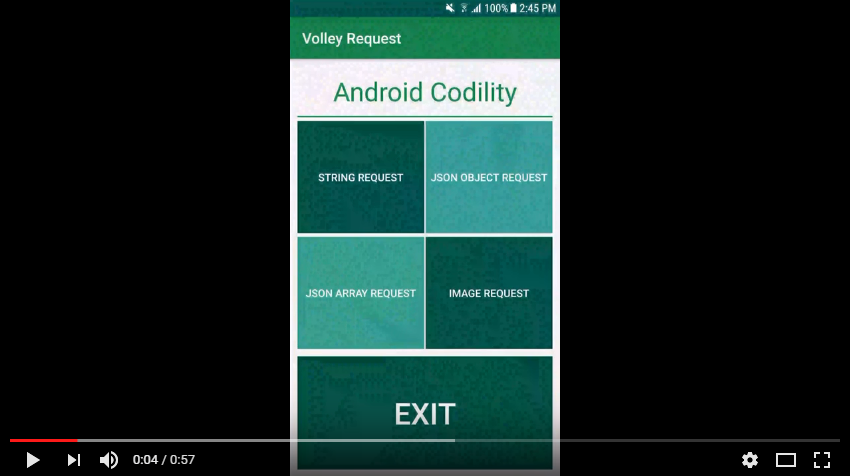 100% 2:45 PM
Volley Request
Android Codility
STRING REQUEST
JSON OBJECT REQUEST
JSON ARRAY REQUEST
IMAGE REQUEST
EXIT
0:04 / 0:57